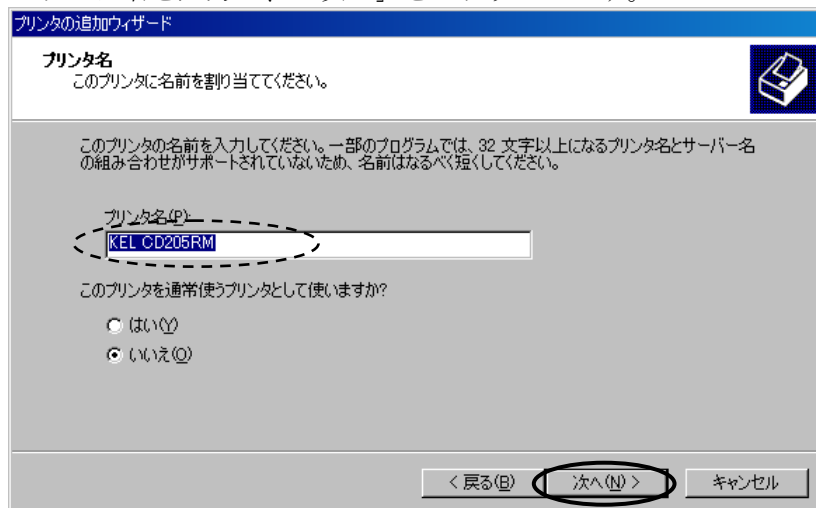 プリンタの追加ウィザード
プリンタ名
このプリンタに名前を割り当ててください。
このプリンタの名前を入力してください。一部のプログラムでは、32 文字以上になるプリンタ名とサーバー名
の組み合わせがサポートされていないため、名前はなるべく短くしてください。
プリンタ名(P):
KEL CD205RM
このプリンタを通常使うプリンタとして使いますか?
はい(Y)
いいえ(O)
< 戻る(B) 次へ(N) > キャンセル